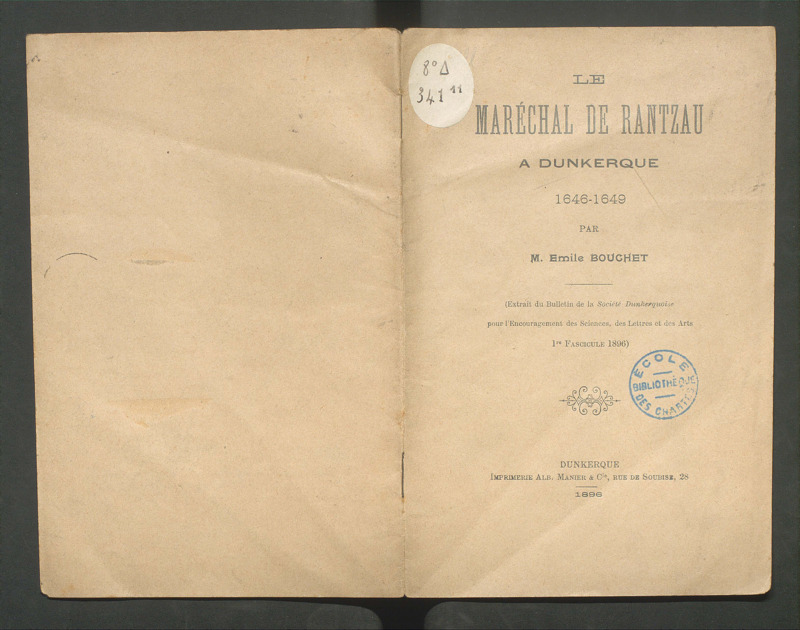 8° Δ
341 11
LE
MARÉCHAL DE RANTZAU
A DUNKERQUE
1646-1649
PAR
M. Emile BOUCHET
(Extrait du Bulletin de la Société Dunkerquoise
pour l'Encouragement des Sciences, des Lettres et des Arts
1er FASCICULE 1896)
ÉCOLE
BIBLIOTHÈQUE
DES CHARTES
DUNKERQUE
IMPRIMERIE ALB. MANIER & Cie, RUE DE SOUBISE, 28
1896